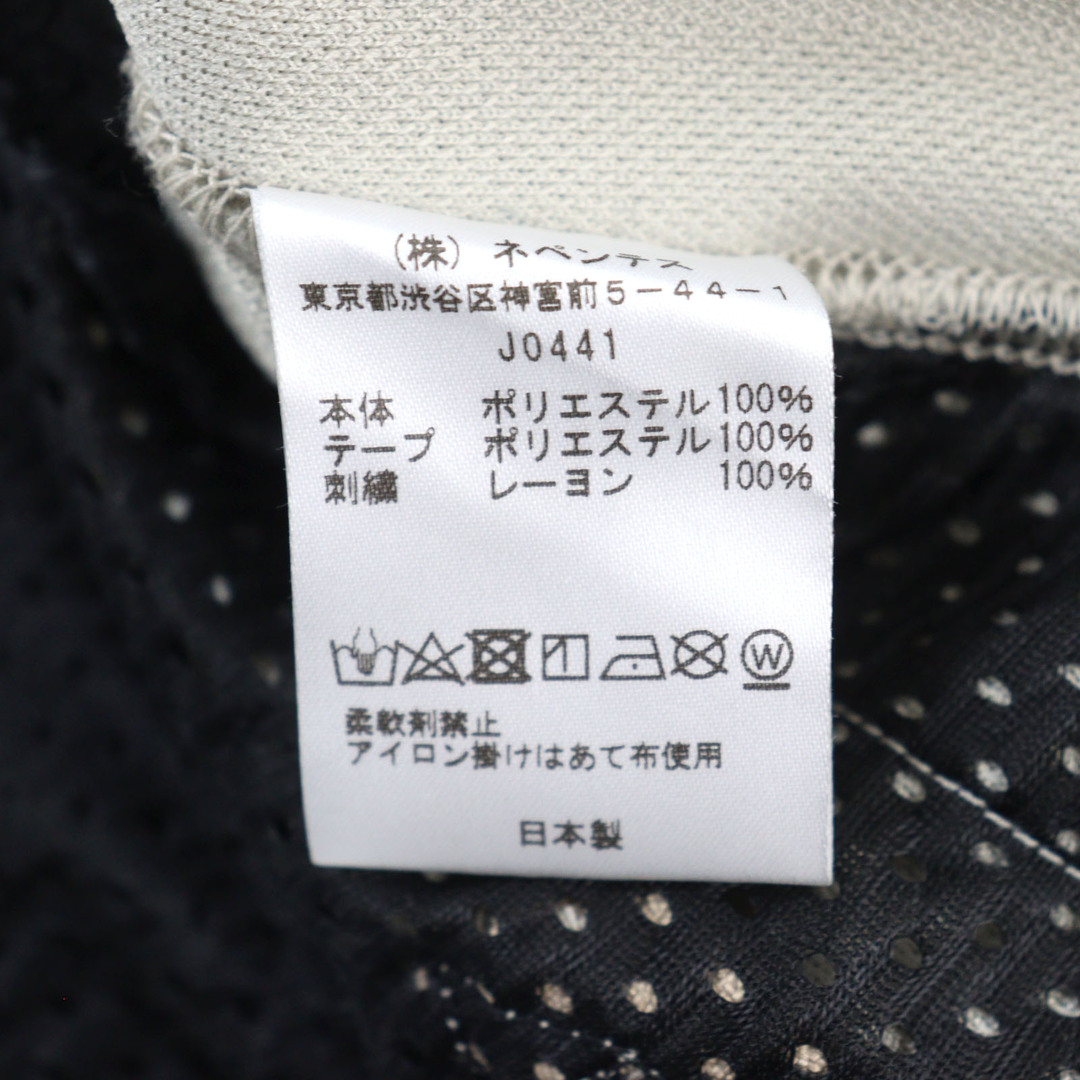 (株) ネペンテス
東京都渋谷区神宮前5-44-1
J0441
本体 ポリエステル100%
テープ ポリエステル100%
刺繍 レーヨン 100%
W
柔軟剤禁止
アイロン掛けはあて布使用
日本製